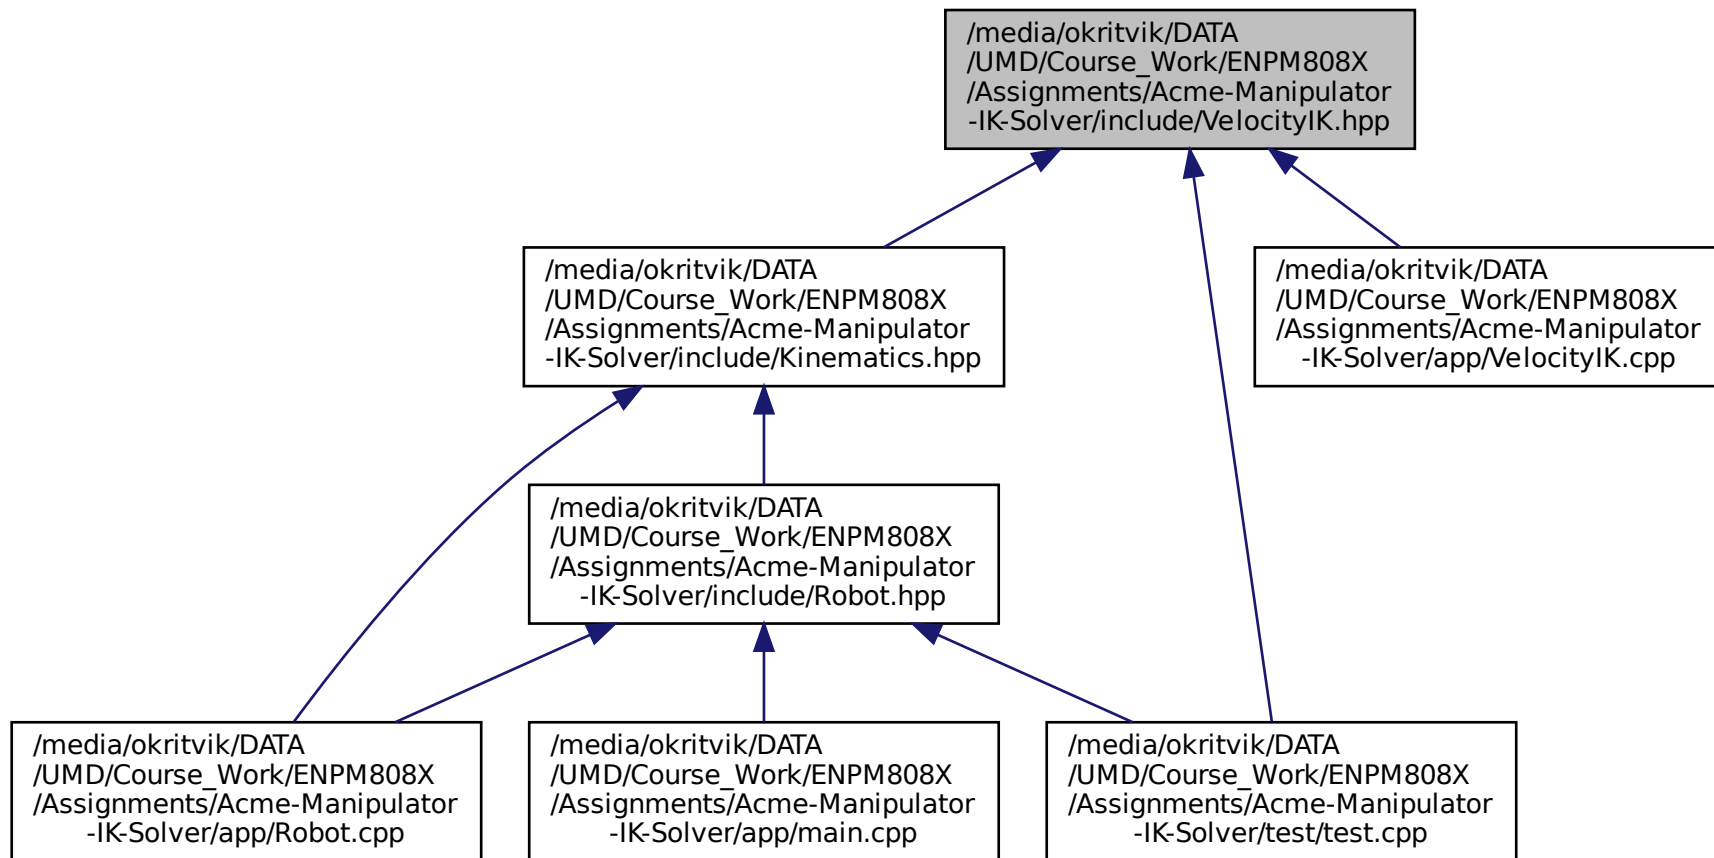 /media/okritvik/DATA
/UMD/Course_Work/ENPM808X
/Assignments/Acme-Manipulator
-IK-Solver/include/VelocityIK.hpp
/media/okritvik/DATA
/UMD/Course_Work/ENPM808X
/Assignments/Acme-Manipulator
-IK-Solver/include/Kinematics.hpp
/media/okritvik/DATA
/UMD/Course_Work/ENPM808X
/Assignments/Acme-Manipulator
-IK-Solver/app/VelocityIK.cpp
/media/okritvik/DATA
/UMD/Course_Work/ENPM808X
/Assignments/Acme-Manipulator
-IK-Solver/include/Robot.hpp
/media/okritvik/DATA
/UMD/Course_Work/ENPM808X
/Assignments/Acme-Manipulator
-IK-Solver/app/Robot.cpp
/media/okritvik/DATA
/UMD/Course_Work/ENPM808X
/Assignments/Acme-Manipulator
-IK-Solver/app/main.cpp
/media/okritvik/DATA
/UMD/Course_Work/ENPM808X
/Assignments/Acme-Manipulator
-IK-Solver/test/test.cpp